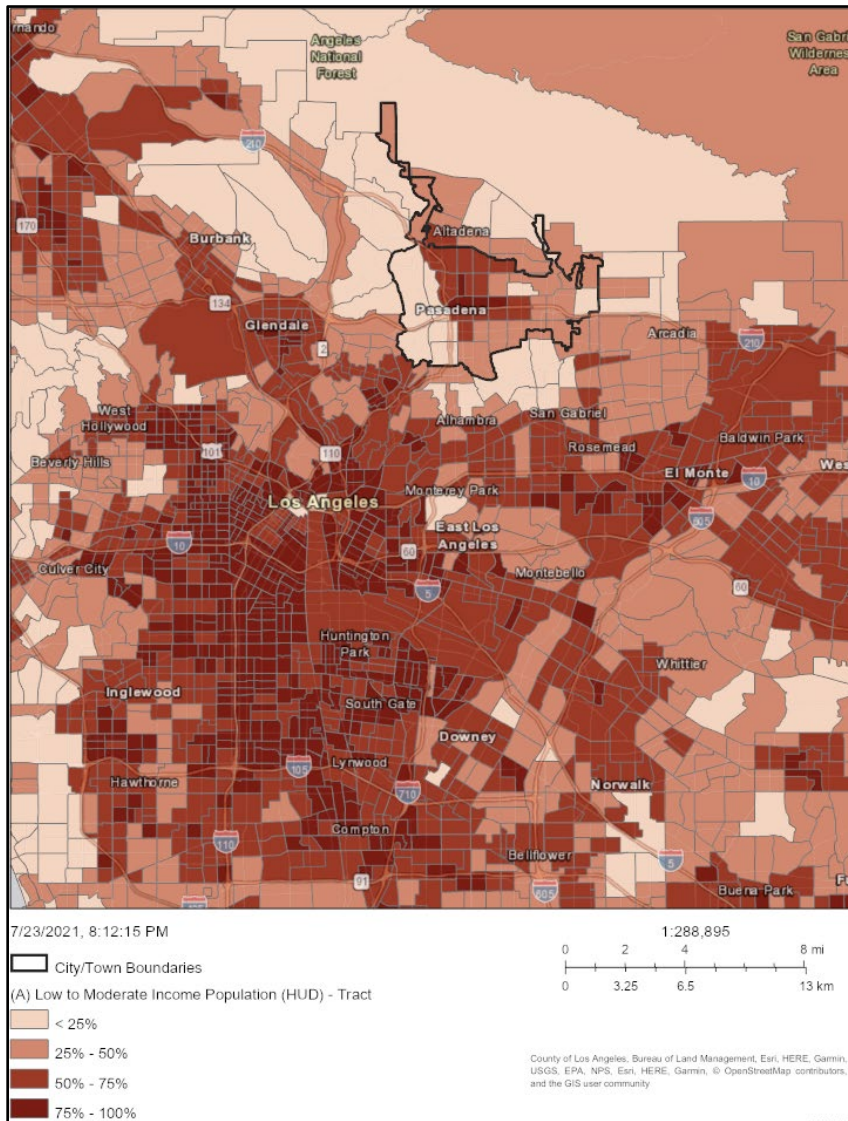 rnando
Angeles
National
Forest
San Gabri
Wilderness
Area
210
170
Burbank
Altadena
134
Glendale
Pasadena
2
Arcadia
210
West
Hollywood
Alhambra
San Gabriel
Rosemead
Baldwin Park
101
110
Beverly Hills
El Monte
10
Wes
Los Angeles
Monterey Park
605
East Los
Angeles
10
60
Culver City
Montebello
5
60
Huntington
Park
Whittier
Inglewood
South Gate
Downey
Lynwood
105
Hawthorne
710
Norwalk
Compton
110
Bellflower
5
91
605
Buena Park
Fu
405
7/23/2021, 8:12:15 PM
1:288,895
0 2 4 8 mi
0 3.25 6.5 13 km
City/Town Boundaries
(A) Low to Moderate Income Population (HUD) - Tract
< 25%
25% - 50%
50% - 75%
75% - 100%
County of Los Angeles, Bureau of Land Management, Esri, HERE, Garmin,
USGS, EPA, NPS, Esri, HERE, Garmin, © OpenStreetMap contributors,
and the GIS user community